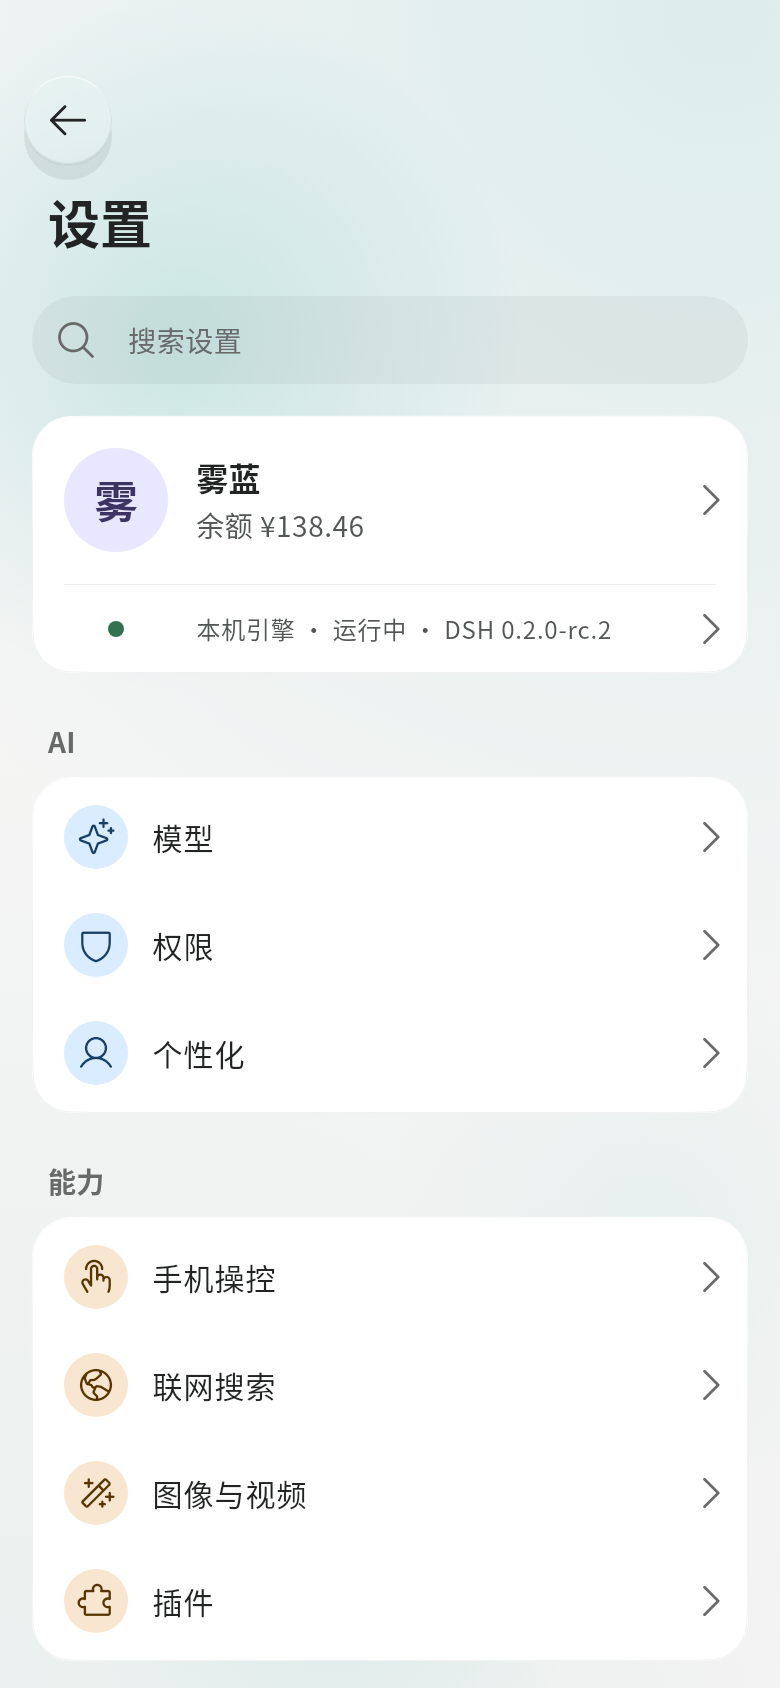 设置
搜索设置
雾
雾蓝
余额 ¥138.46
本机引擎 · 运行中 · DSH 0.2.0-rc.2
AI
模型
权限
个性化
能力
手机操控
联网搜索
图像与视频
插件